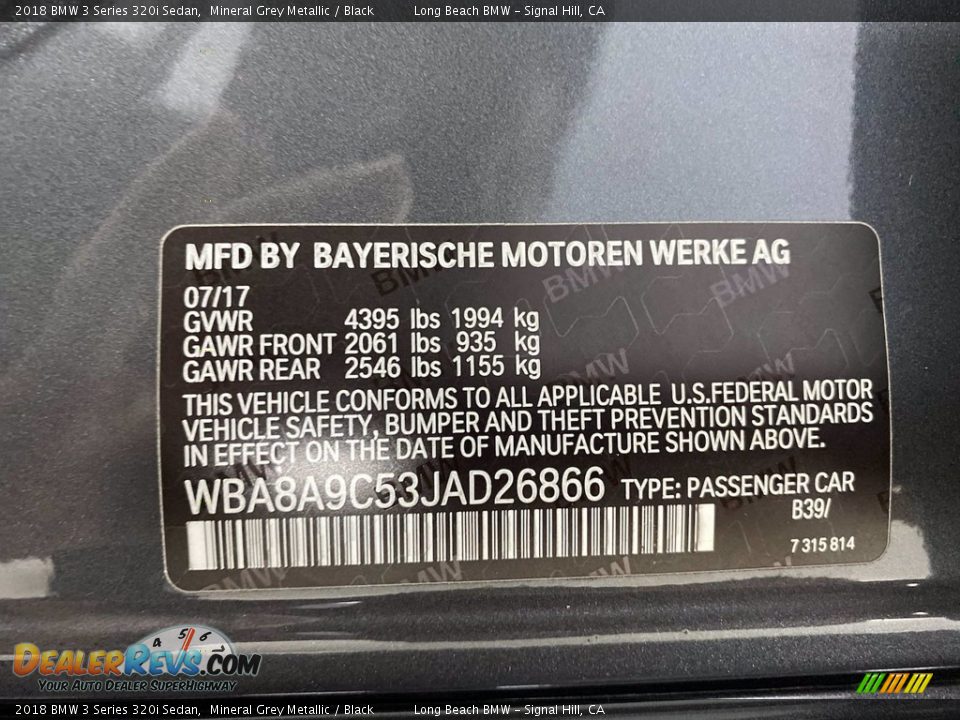 2018 BMW 3 Series 320i Sedan,  Mineral Grey Metallic / Black  Long Beach BMW – Signal Hill, CA
MFD BY BAYERISCHE MOTOREN WERKE AG
07/17
GVWR 4395 lbs 1994 kg
GAWR FRONT 2061 lbs 935 kg
GAWR REAR 2546 lbs 1155 kg
THIS VEHICLE CONFORMS TO ALL APPLICABLE U.S.FEDERAL MOTOR
VEHICLE SAFETY, BUMPER AND THEFT PREVENTION STANDARDS
IN EFFECT ON THE DATE OF MANUFACTURE SHOWN ABOVE.
WBA8A9C53JAD26866 TYPE: PASSENGER CAR
B39/
7 315 814
4 5 6
DEALERREVS.COM
YOUR AUTO DEALER SUPERHIGHWAY
2018 BMW 3 Series 320i Sedan,  Mineral Grey Metallic / Black  Long Beach BMW – Signal Hill, CA